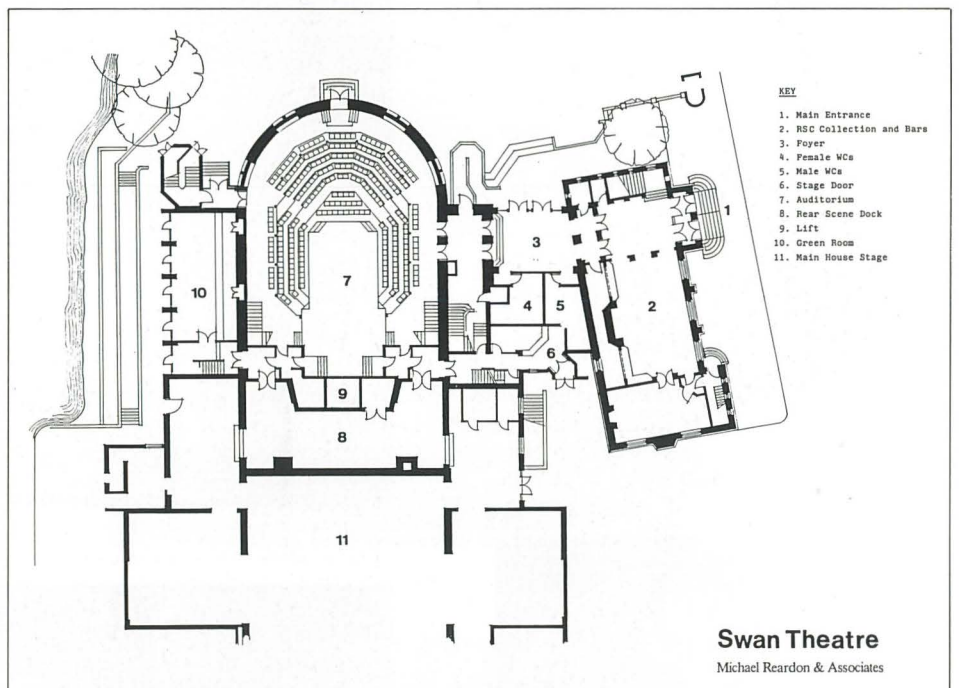 KEY
1. Main Entrance
2. RSC Collection and Bars
3. Foyer
4. Female WCs
5. Male WCs
6. Stage Door
7. Auditorium
8. Rear Scene Dock
9. Lift
10. Green Room
11. Main House Stage
1
3
2
7
10
4
5
6
9
8
11
Swan Theatre
Michael Reardon & Associates